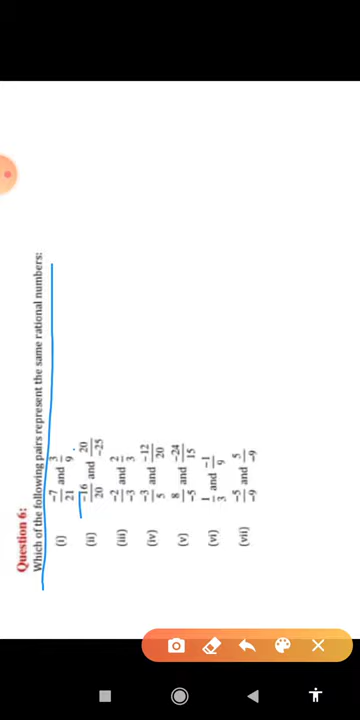 Question 6:
Which of the following pairs represent the same rational numbers:
(i) -7/21 and 3/9
(ii) -16/20 and 20/-25
(iii) -2/-3 and 2/3
(iv) -3/5 and -12/20
(v) 8/-5 and -24/15
(vi) 1/3 and -1/9
(vii) -5/-9 and 5/-9